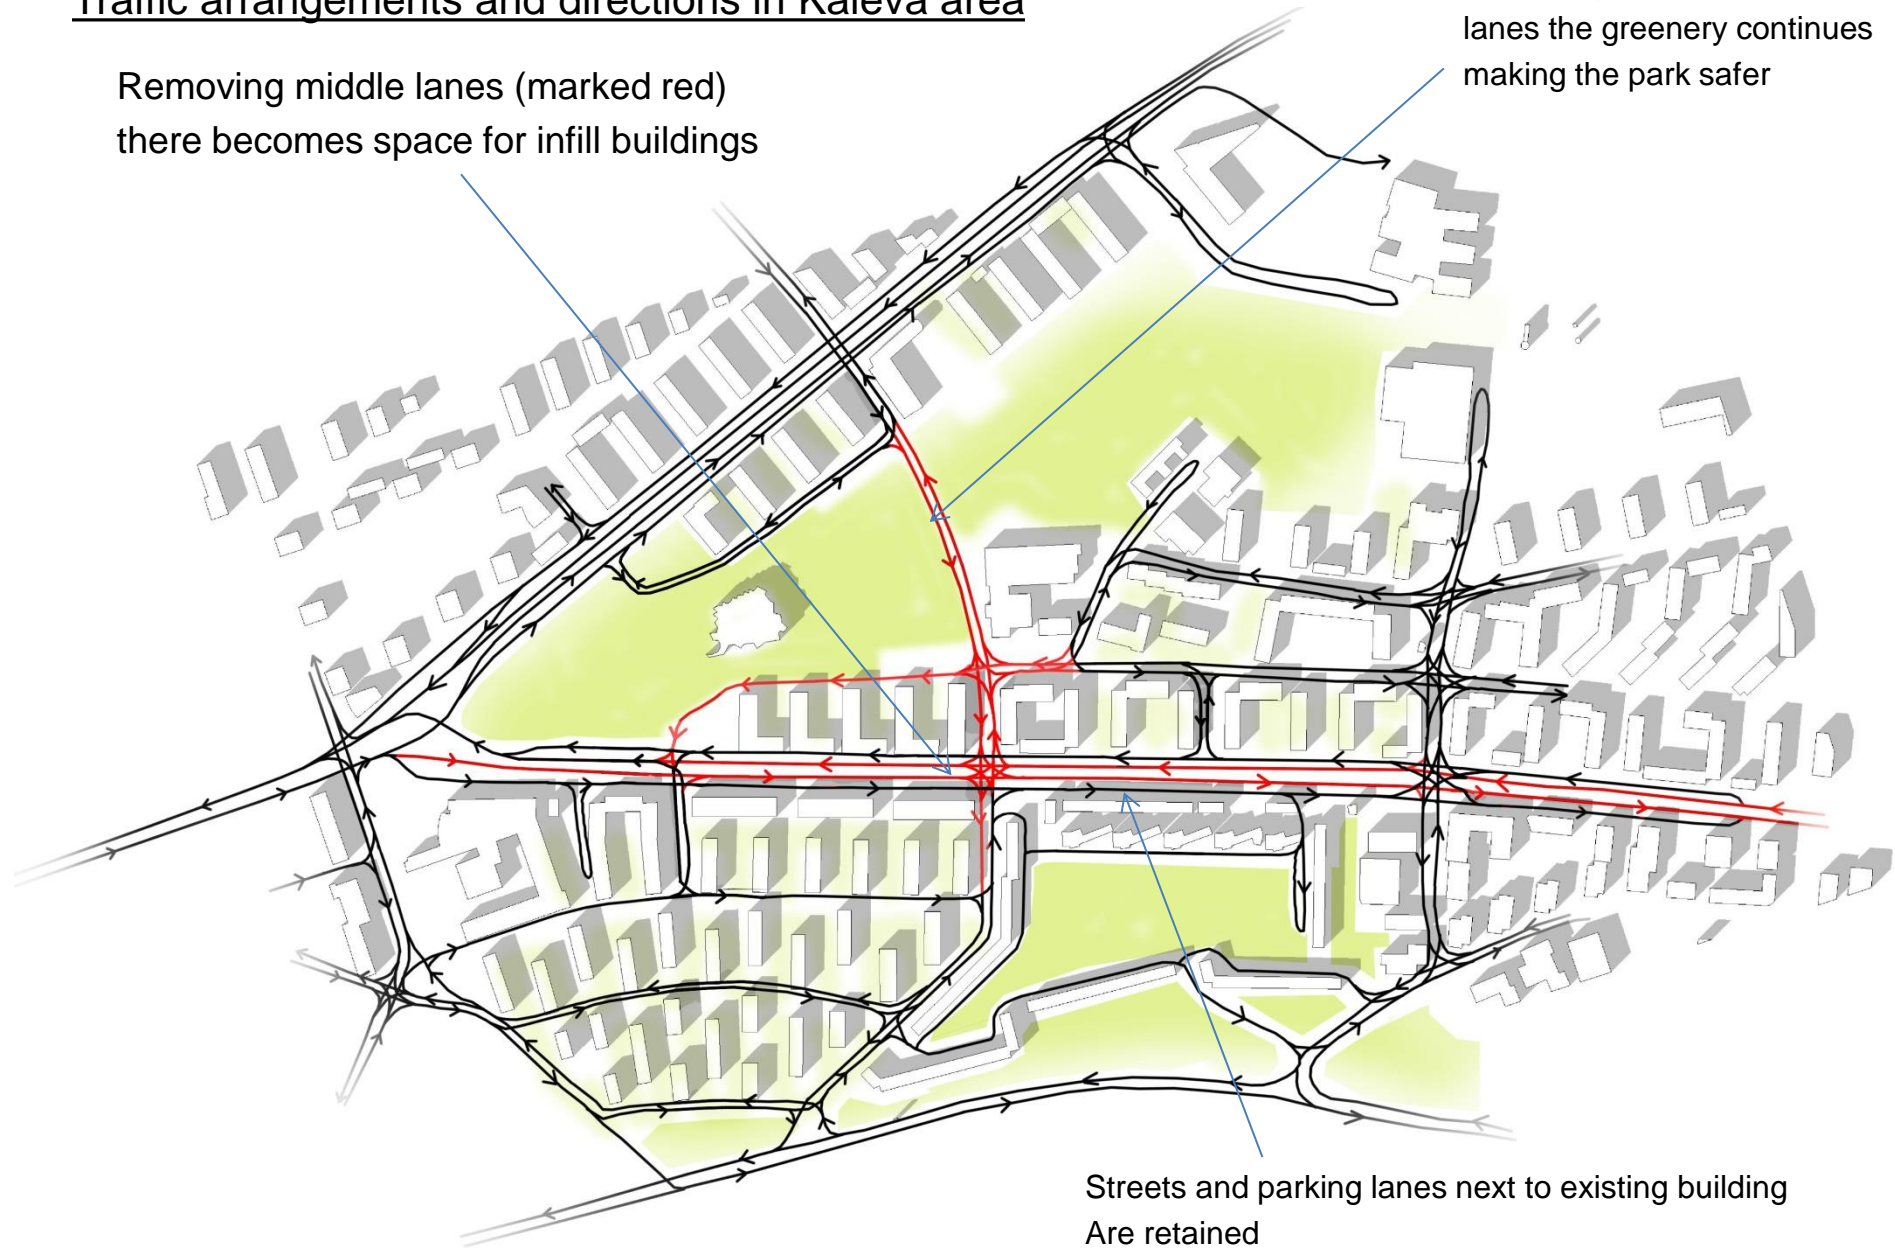 Traffic arrangements and directions in Kaleva area
lanes the greenery continues
making the park safer
Removing middle lanes (marked red)
there becomes space for infill buildings
Streets and parking lanes next to existing building
Are retained